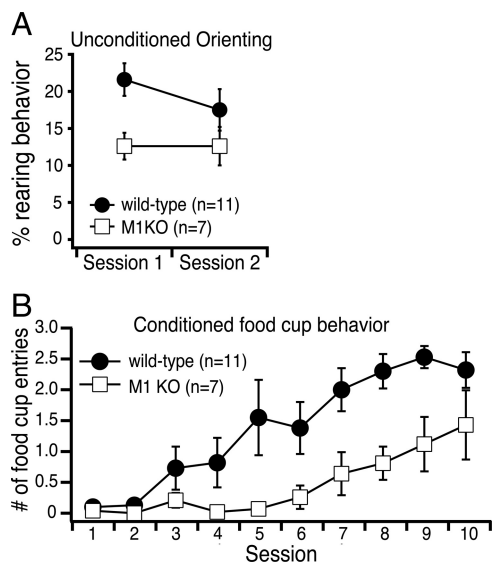 A
Unconditioned Orienting
% rearing behavior
25
20
15
10
5
0
wild-type (n=11)
M1KO (n=7)
Session 1 Session 2
B
Conditioned food cup behavior
# of food cup entries
3.0
2.5
2.0
1.5
1.0
0.5
0
wild-type (n=11)
M1 KO (n=7)
1 2 3 4 5 6 7 8 9 10
Session